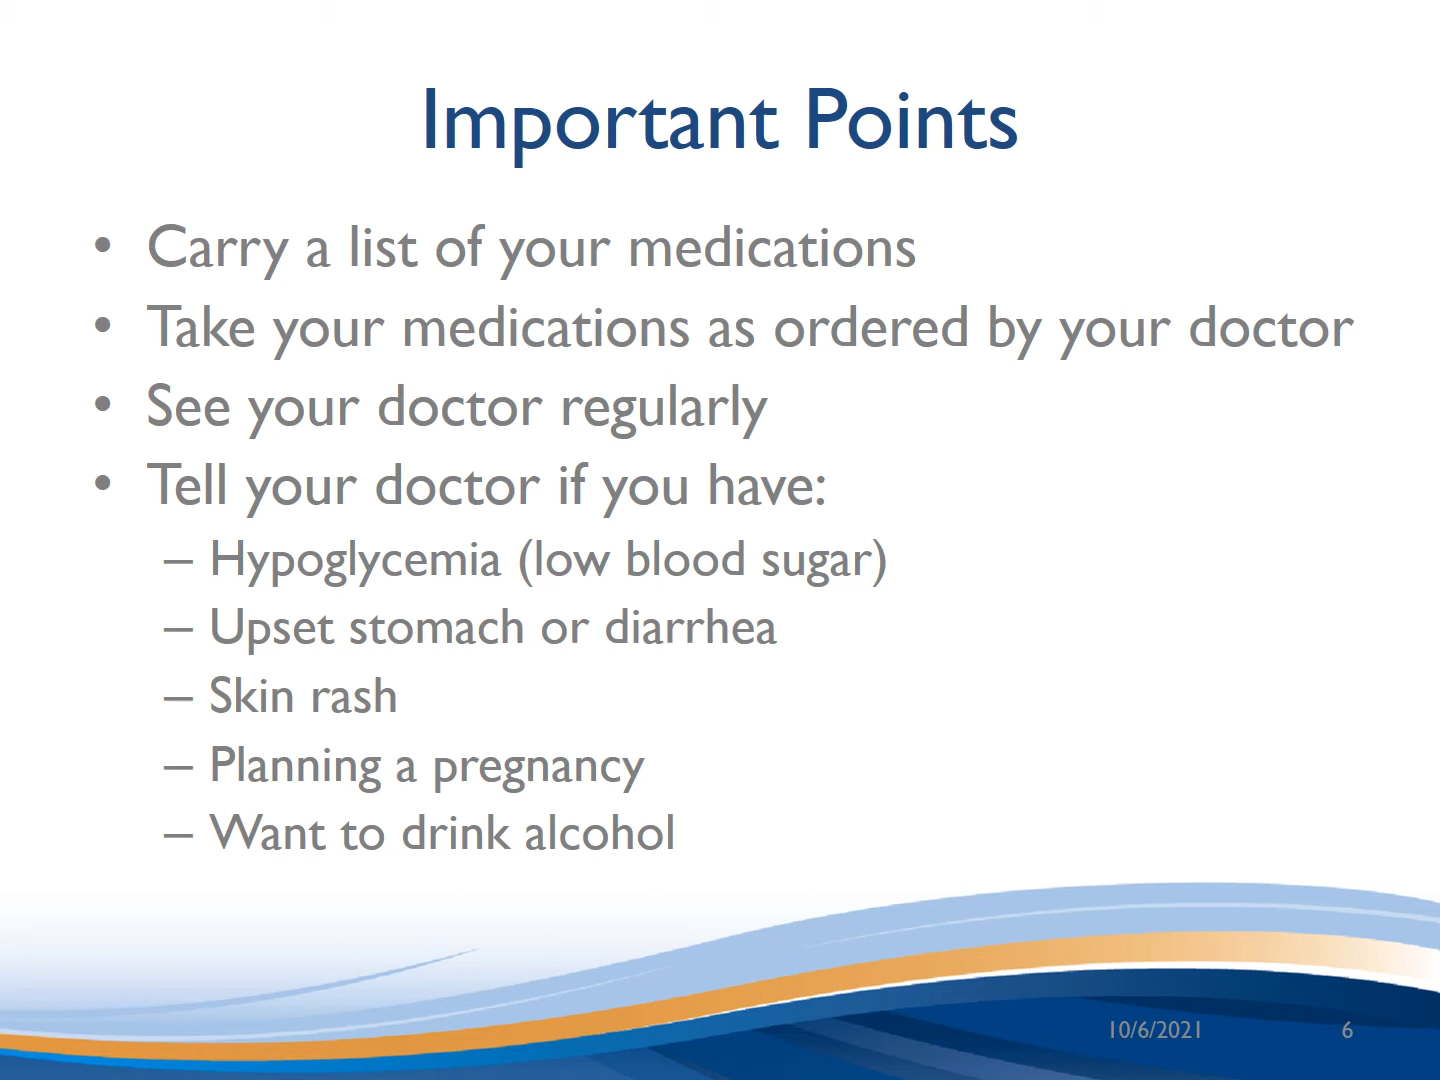 Important Points
• Carry a list of your medications
• Take your medications as ordered by your doctor
• See your doctor regularly
• Tell your doctor if you have:
– Hypoglycemia (low blood sugar)
– Upset stomach or diarrhea
– Skin rash
– Planning a pregnancy
– Want to drink alcohol
10/6/2021 6